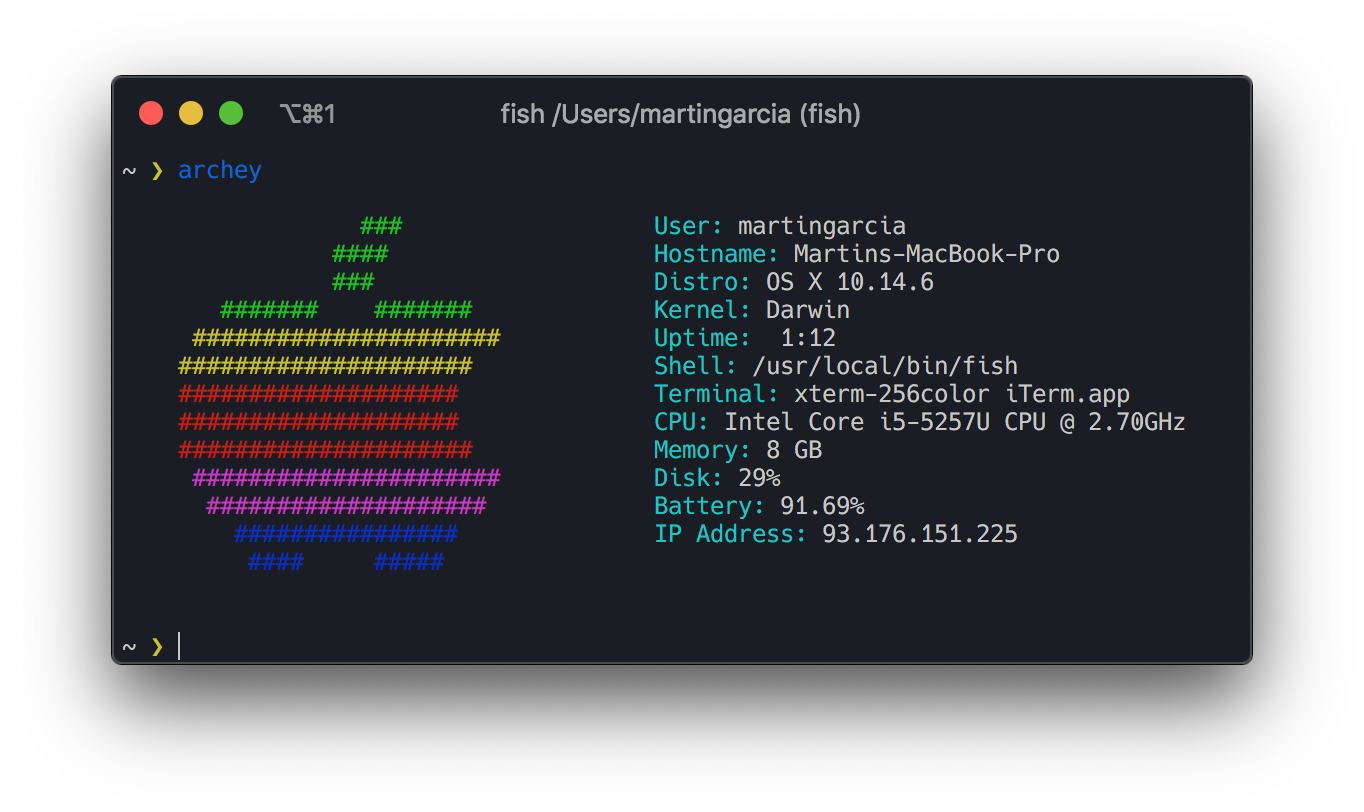 ⌥⌘1 fish /Users/martingarcia (fish)
~ ❯ archey
###                  User: martingarcia
####                   Hostname: Martins-MacBook-Pro
###                    Distro: OS X 10.14.6
#######    #######             Kernel: Darwin
######################           Uptime:  1:12
#####################             Shell: /usr/local/bin/fish
####################              Terminal: xterm-256color iTerm.app
####################              CPU: Intel Core i5-5257U CPU @ 2.70GHz
#####################             Memory: 8 GB
######################           Disk: 29%
####################            Battery: 91.69%
################              IP Address: 93.176.151.225
####     #####
~ ❯